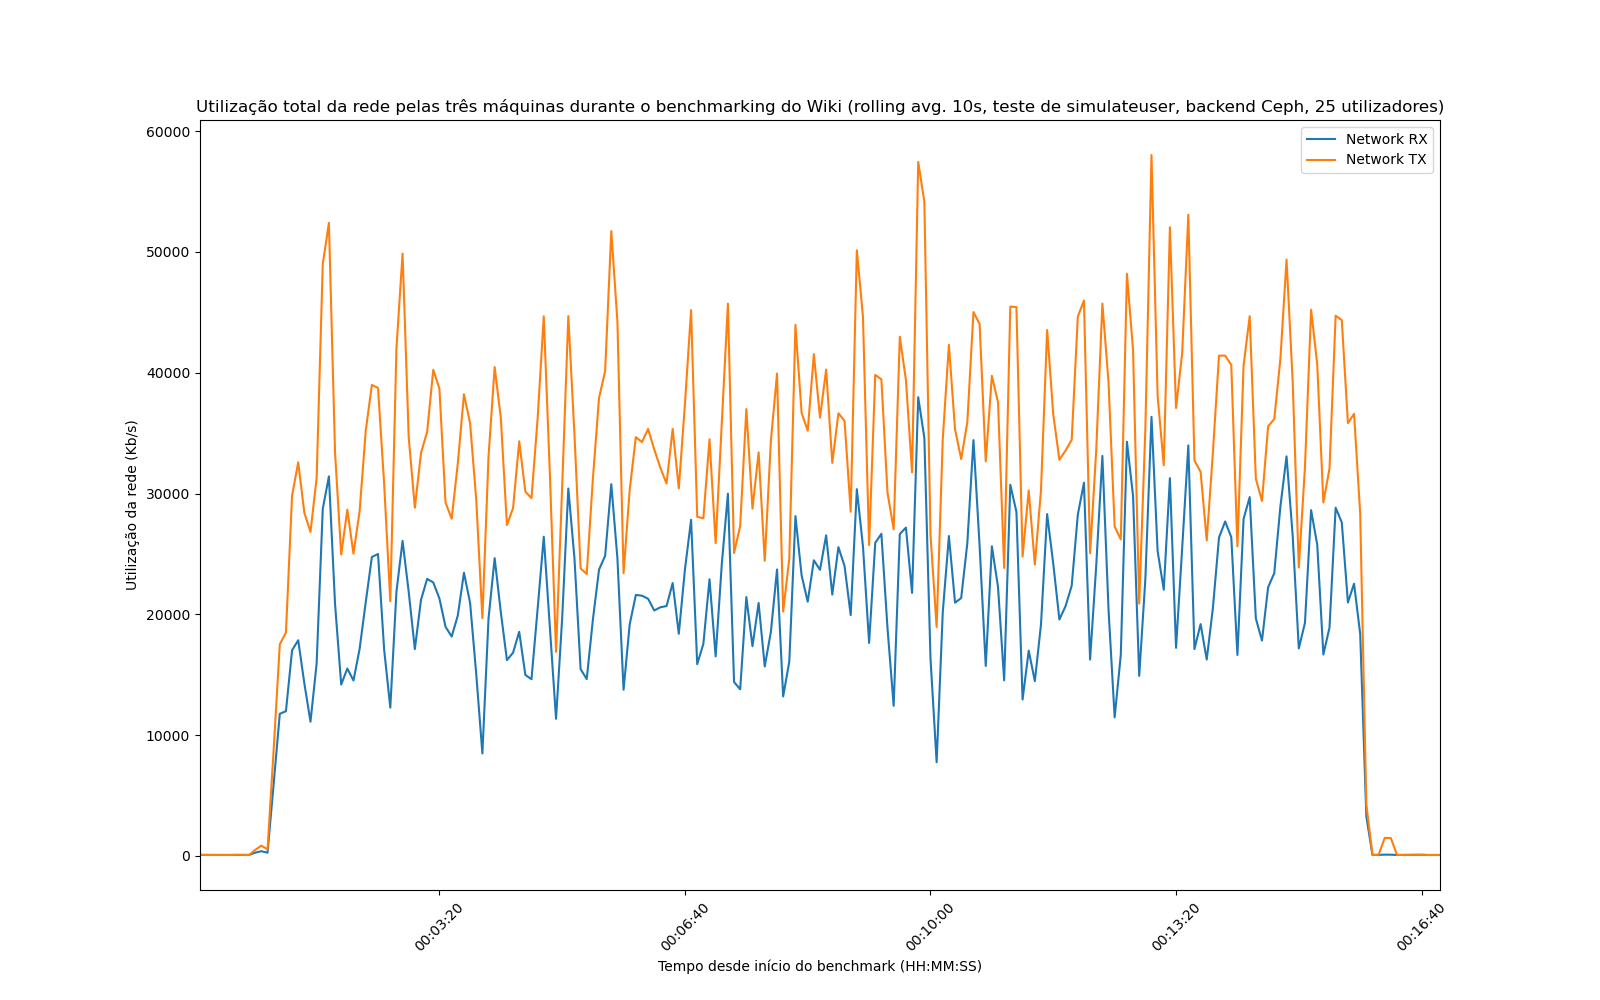 Utilização total da rede pelas três máquinas durante o benchmarking do Wiki (rolling avg. 10s, teste de simulateuser, backend Ceph, 25 utilizadores)
Network RX
Network TX
60000
50000
40000
30000
20000
10000
0
Utilização da rede (Kb/s)
00:03:20
00:06:40
00:10:00
00:13:20
00:16:40
Tempo desde início do benchmark (HH:MM:SS)